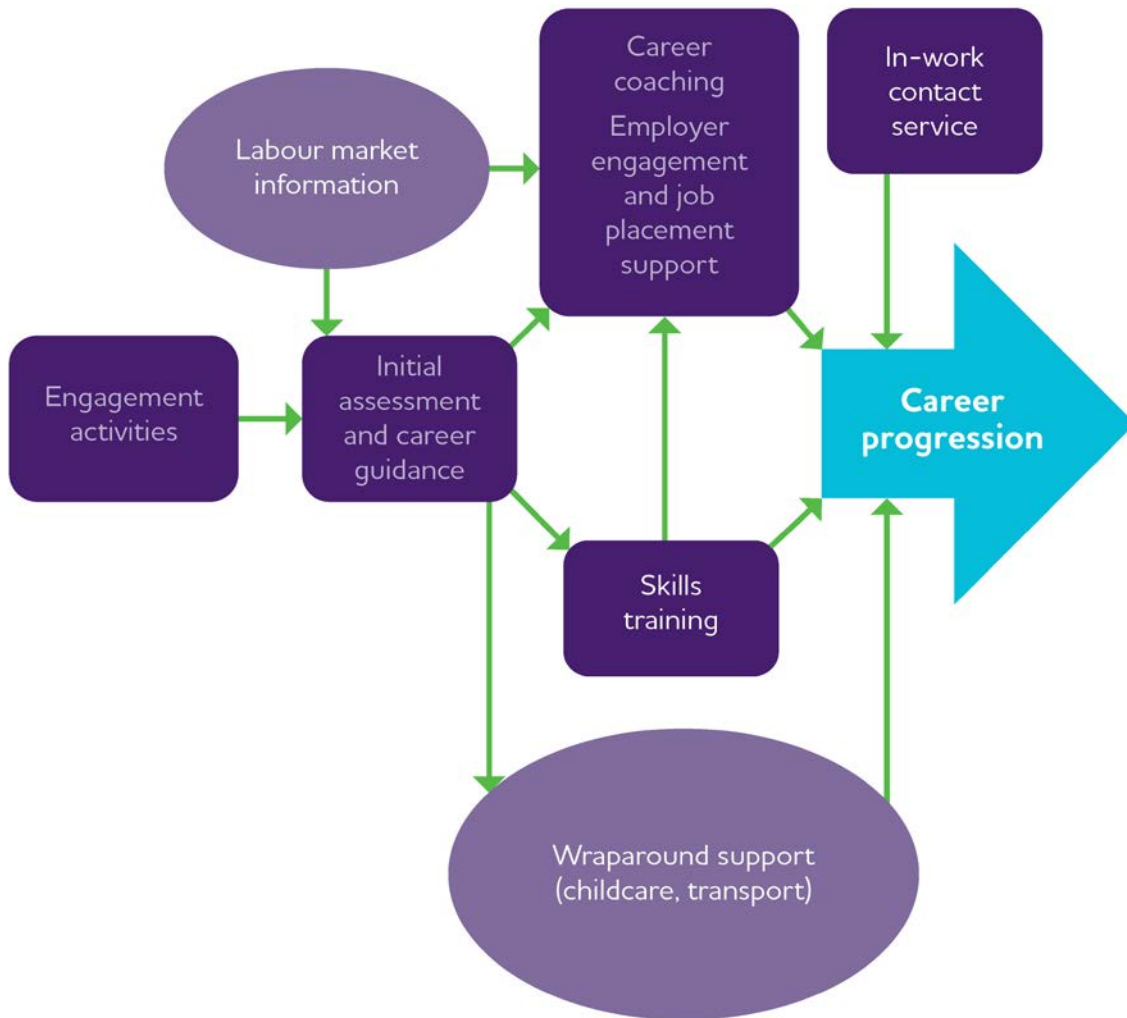 Career
coaching
Employer
engagement
and job
placement
support
In-work
contact
service
Labour market
information
Engagement
activities
Initial
assessment
and career
guidance
Career
progression
Skills
training
Wraparound support
(childcare, transport)